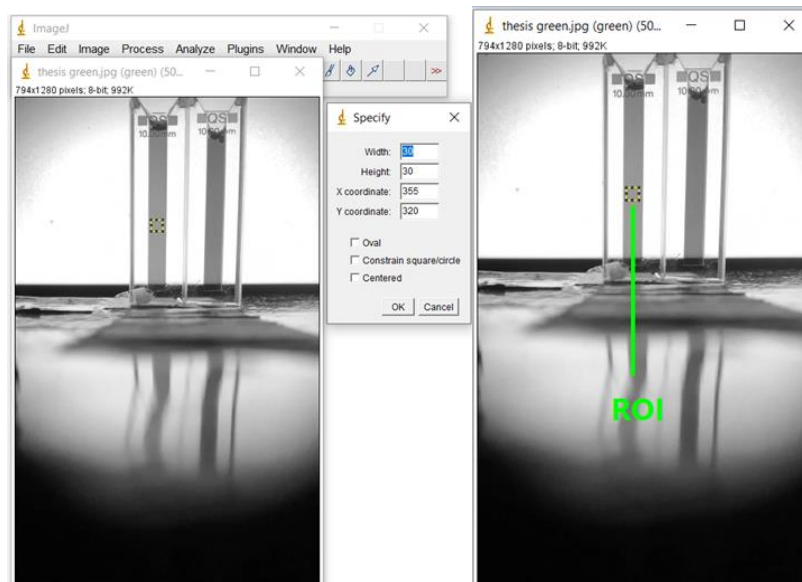 ImageJ
File Edit Image Process Analyze Plugins Window Help
>>
thesis green.jpg (green) (50...
794x1280 pixels; 8-bit; 992K
QS
10.00mm
Specify
Width: 30
Height: 30
X coordinate: 355
Y coordinate: 320
Oval
Constrain square/circle
Centered
OK Cancel
thesis green.jpg (green) (50...
794x1280 pixels; 8-bit; 992K
QS
QS
ROI